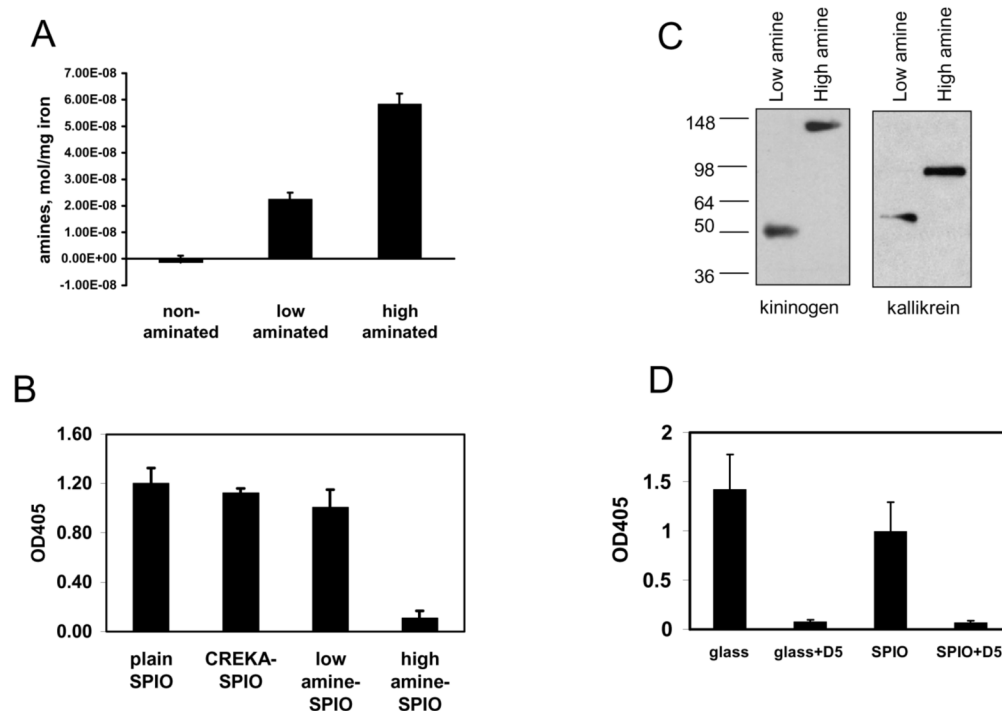 A
7.00E-08
6.00E-08
5.00E-08
4.00E-08
3.00E-08
2.00E-08
1.00E-08
0.00E+00
-1.00E-08
amines, mol/mg iron
non-
aminated
low
aminated
high
aminated
B
1.60
1.20
0.80
0.40
0.00
OD405
plain
SPIO
CREKA-
SPIO
low
amine-
SPIO
high
amine-
SPIO
C
Low amine
High amine
Low amine
High amine
148
98
64
50
36
kininogen
kallikrein
D
2
1.5
1
0.5
0
OD405
glass
glass+D5
SPIO
SPIO+D5